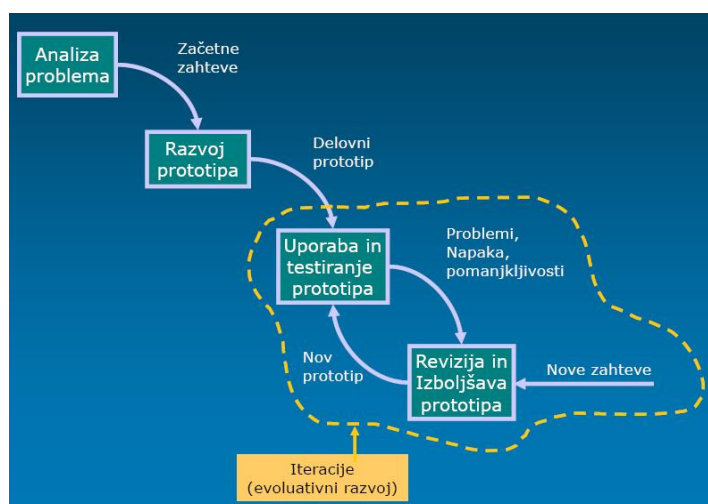 Analiza
problema
Začetne
zahteve
Razvoj
prototipa
Delovni
prototip
Uporaba in
testiranje
prototipa
Problemi,
Napaka,
pomanjkljivosti
Nov
prototip
Revizija in
Izboljšava
prototipa
Nove zahteve
Iteracije
(evoluativni razvoj)